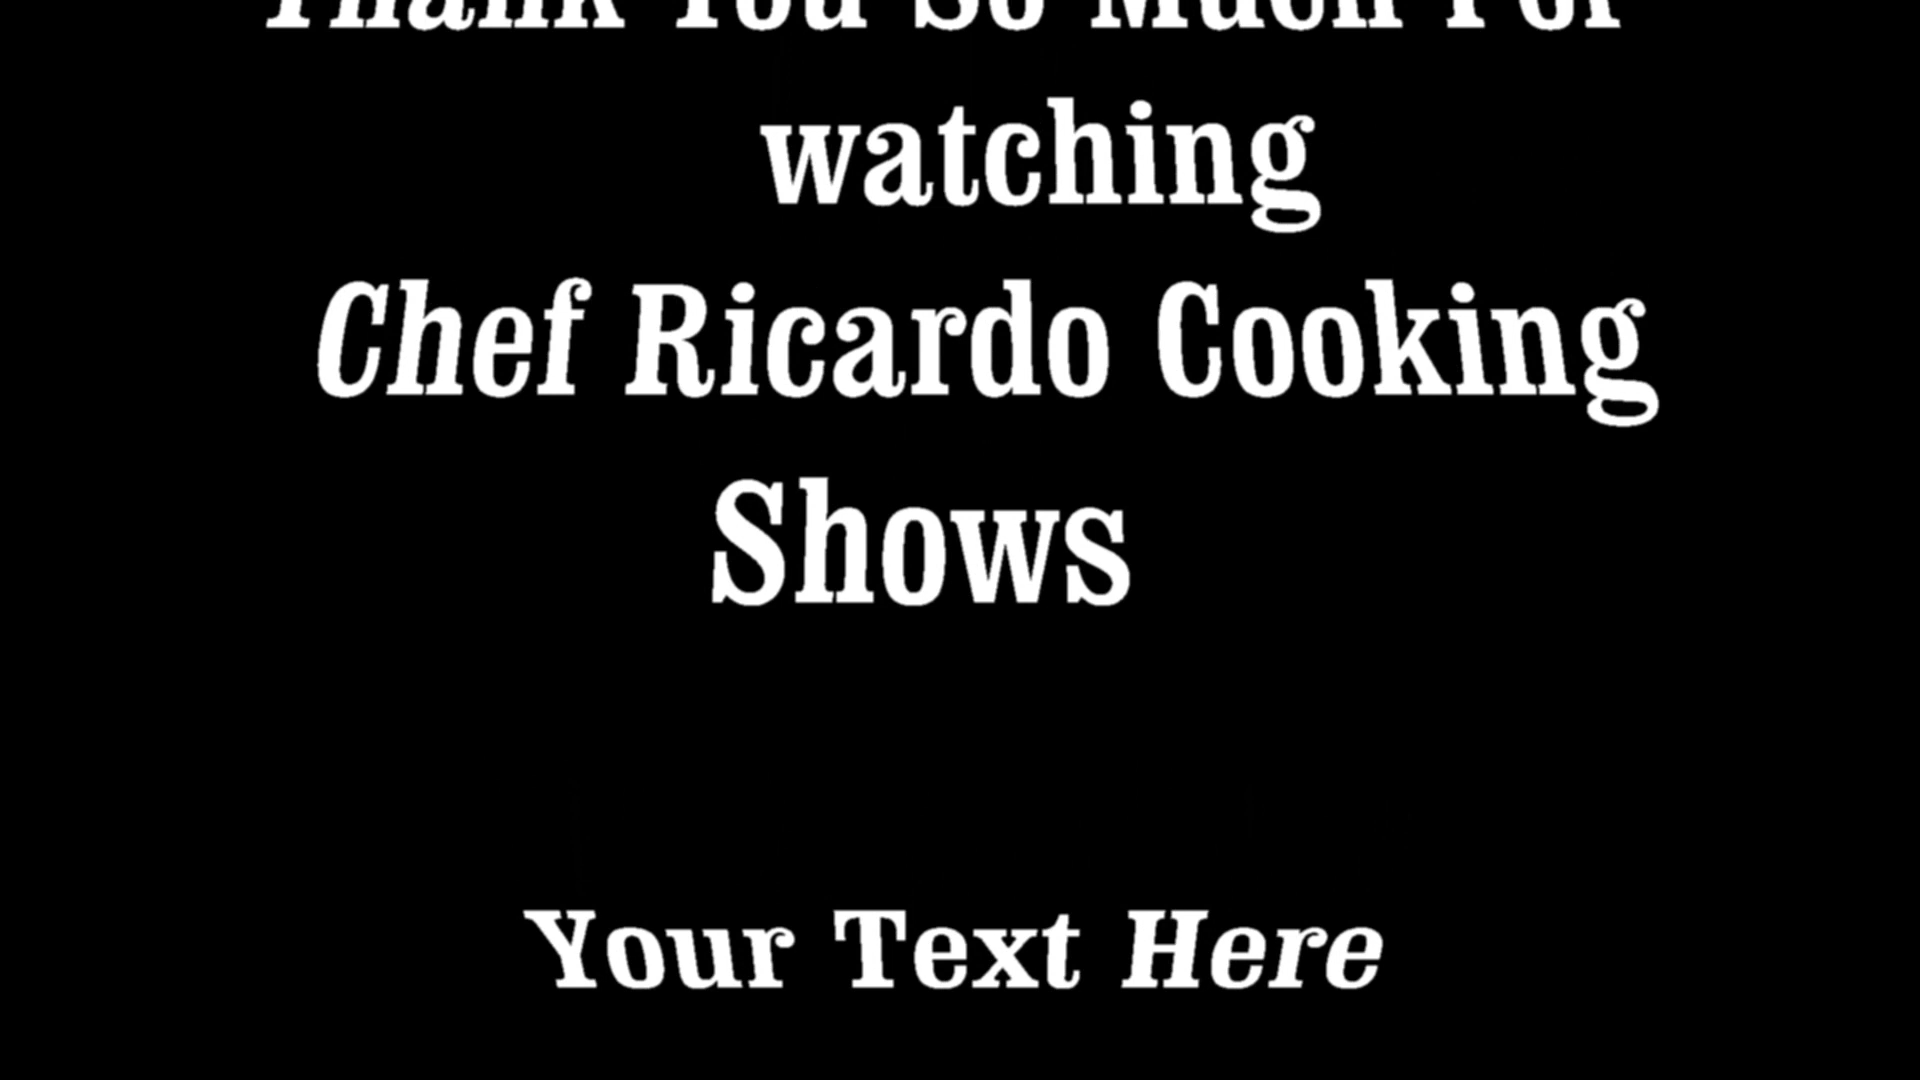 Thank You So Much For
watching
Chef Ricardo Cooking
Shows
Your Text Here